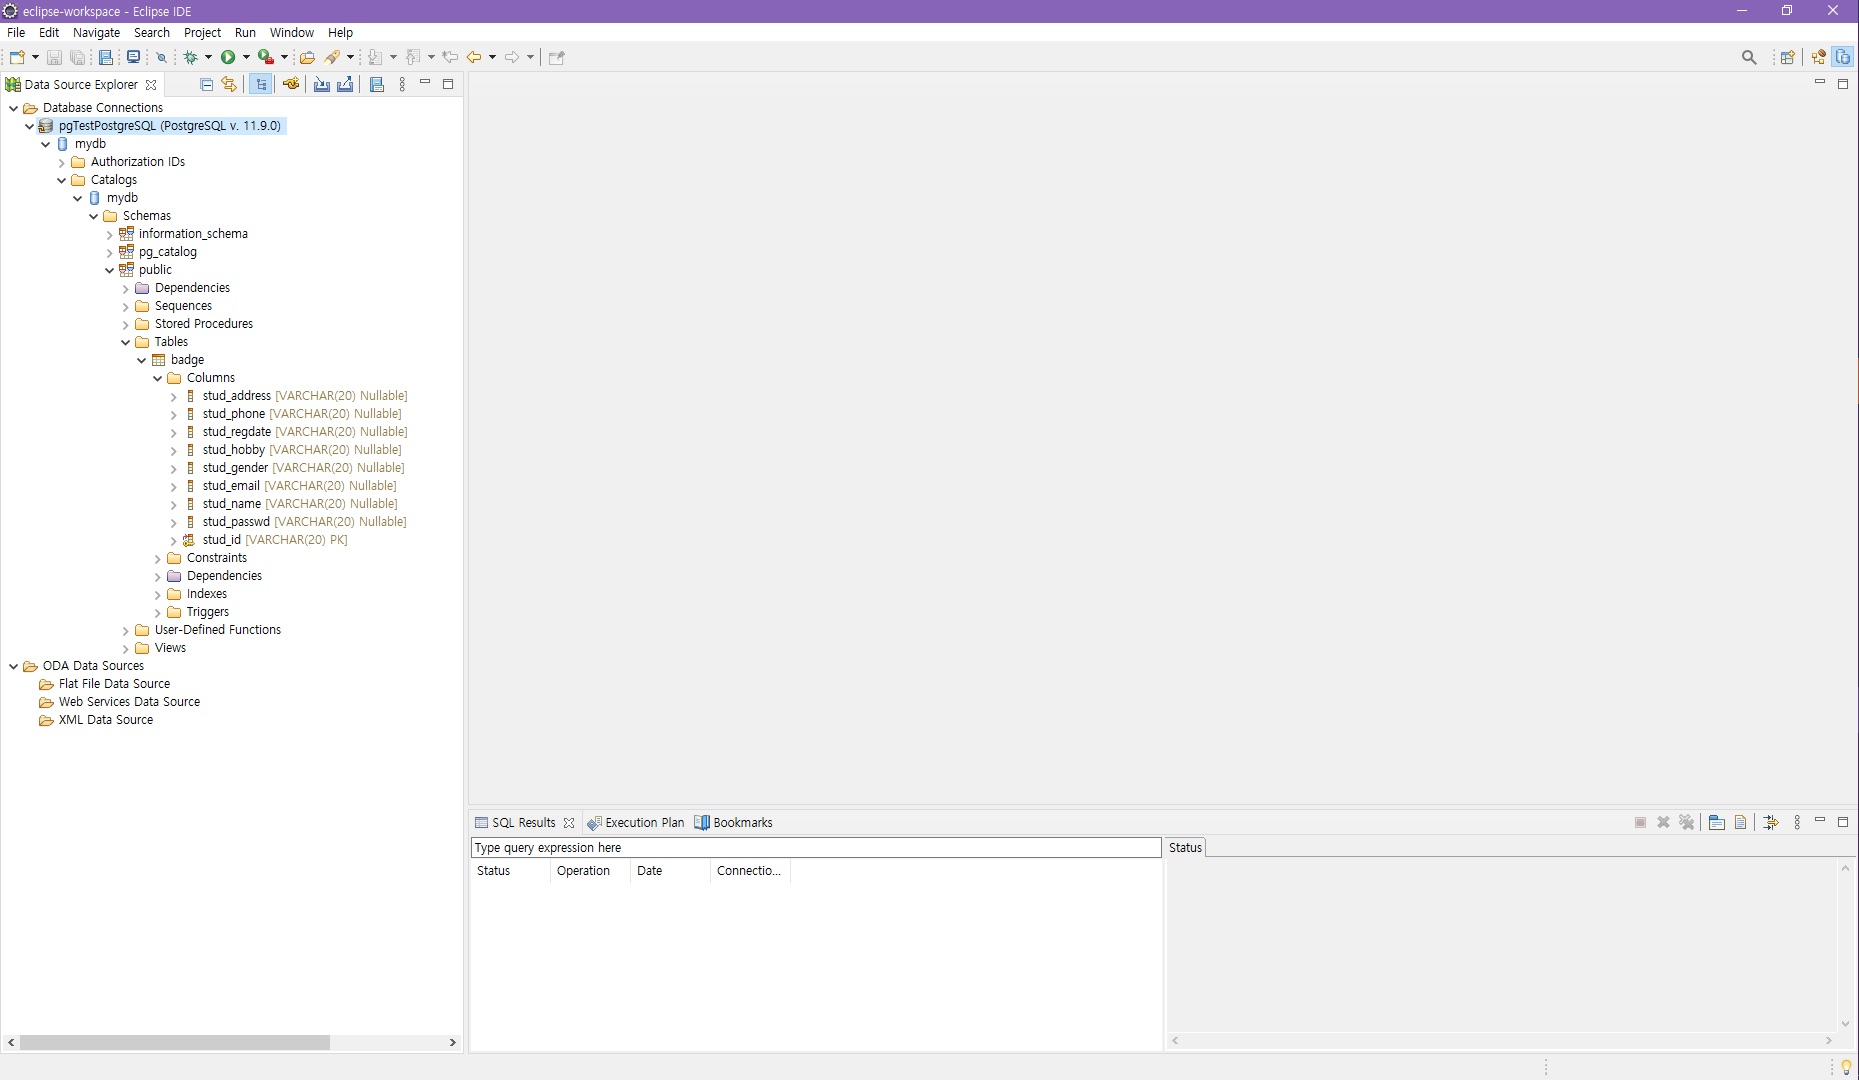 eclipse-workspace - Eclipse IDE
File Edit Navigate Search Project Run Window Help
Data Source Explorer
Database Connections
pgTestPostgreSQL (PostgreSQL v. 11.9.0)
mydb
Authorization IDs
Catalogs
mydb
Schemas
information_schema
pg_catalog
public
Dependencies
Sequences
Stored Procedures
Tables
badge
Columns
stud_address [VARCHAR(20) Nullable]
stud_phone [VARCHAR(20) Nullable]
stud_regdate [VARCHAR(20) Nullable]
stud_hobby [VARCHAR(20) Nullable]
stud_gender [VARCHAR(20) Nullable]
stud_email [VARCHAR(20) Nullable]
stud_name [VARCHAR(20) Nullable]
stud_passwd [VARCHAR(20) Nullable]
stud_id [VARCHAR(20) PK]
Constraints
Dependencies
Indexes
Triggers
User-Defined Functions
Views
ODA Data Sources
Flat File Data Source
Web Services Data Source
XML Data Source
SQL Results Execution Plan Bookmarks
Type query expression here
Status
Status Operation Date Connectio...